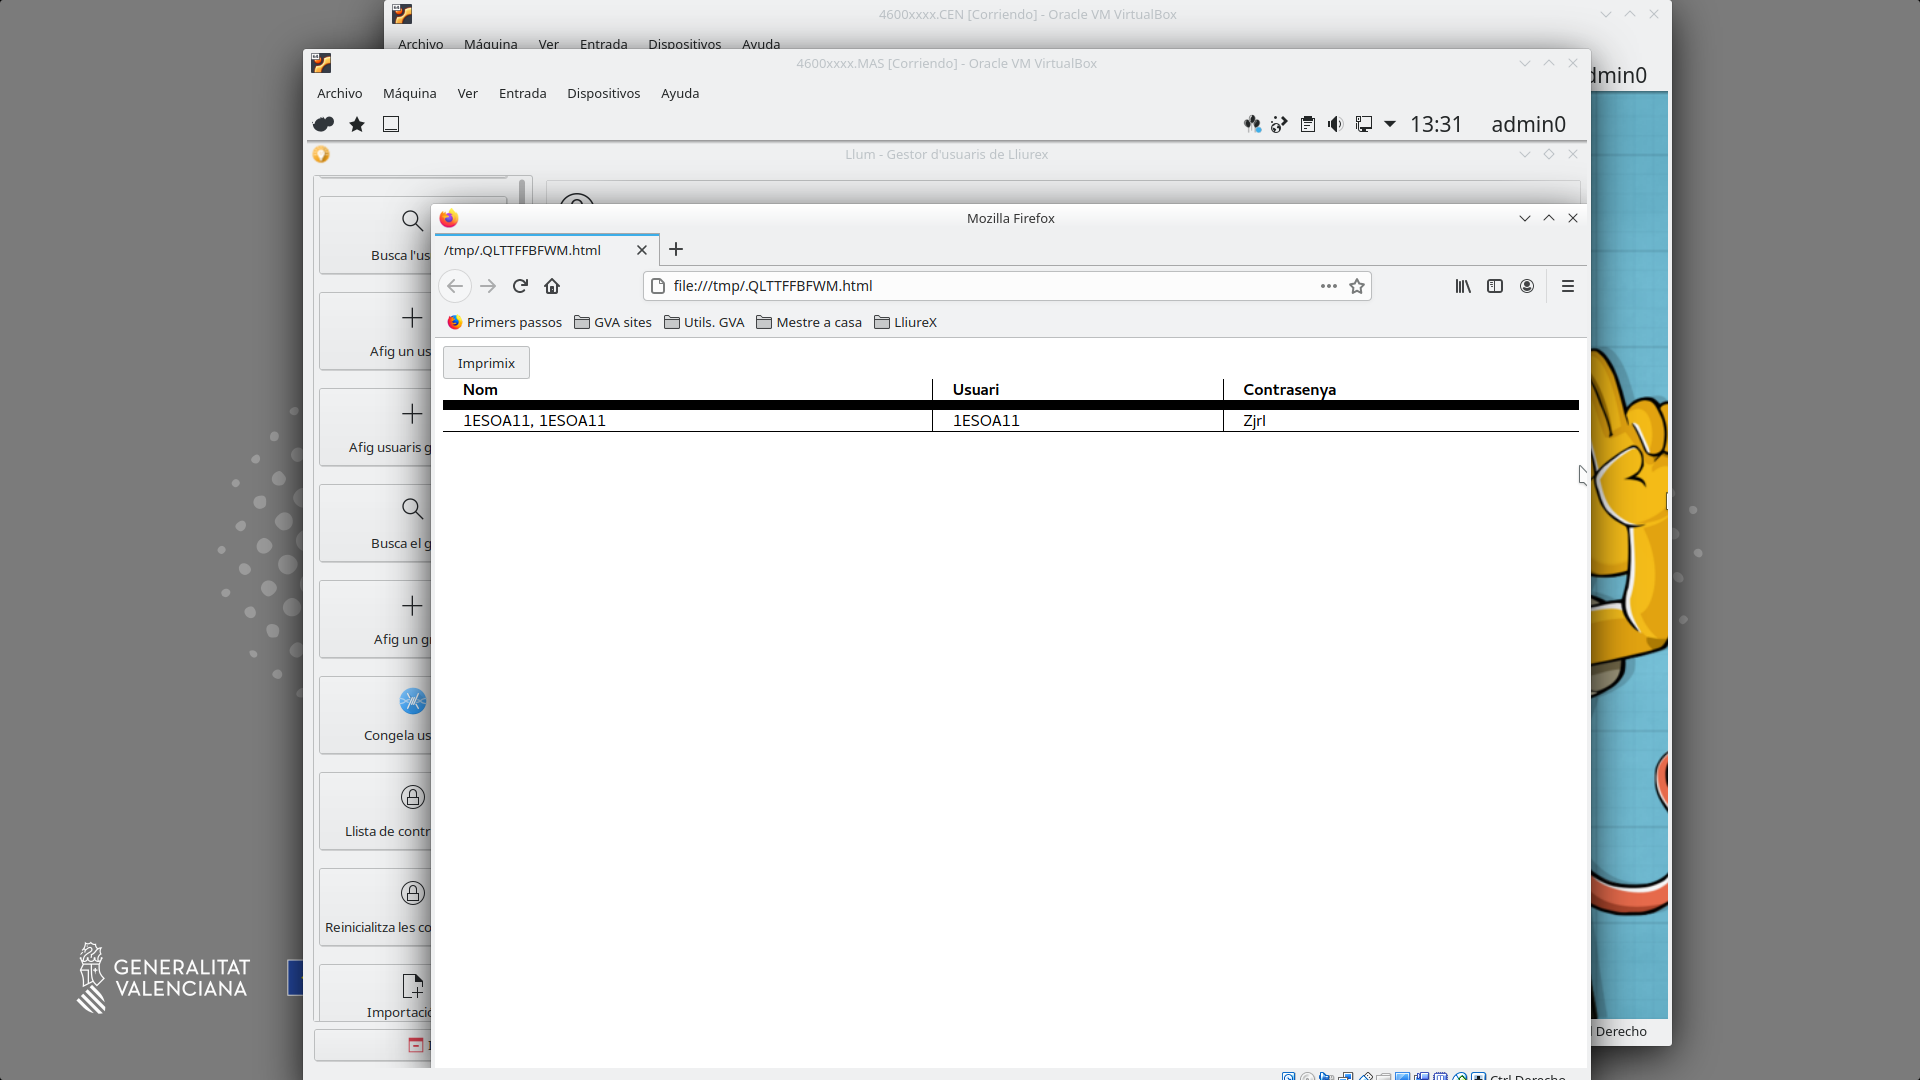 4600xxxx.CEN [Corriendo] - Oracle VM VirtualBox
Archivo Máquina Ver Entrada Dispositivos Ayuda
4600xxxx.MAS [Corriendo] - Oracle VM VirtualBox
dmin0
Archivo Máquina Ver Entrada Dispositivos Ayuda
13:31 admin0
Llum - Gestor d'usuaris de Lliurex
Mozilla Firefox
/tmp/.QLTTFFBFWM.html
file:///tmp/.QLTTFFBFWM.html
Primers passos GVA sites Utils. GVA Mestre a casa LliureX
Imprimix
Nom Usuari Contrasenya
1ESOA11, 1ESOA11 1ESOA11 Zjrl
Busca l'us
Afig un us
Afig usuaris g
Busca el g
Afig un g
Congela us
Llista de contr
Reinicialitza les co
Importació
GENERALITAT
VALENCIANA
Derecho
Ctrl Derecho